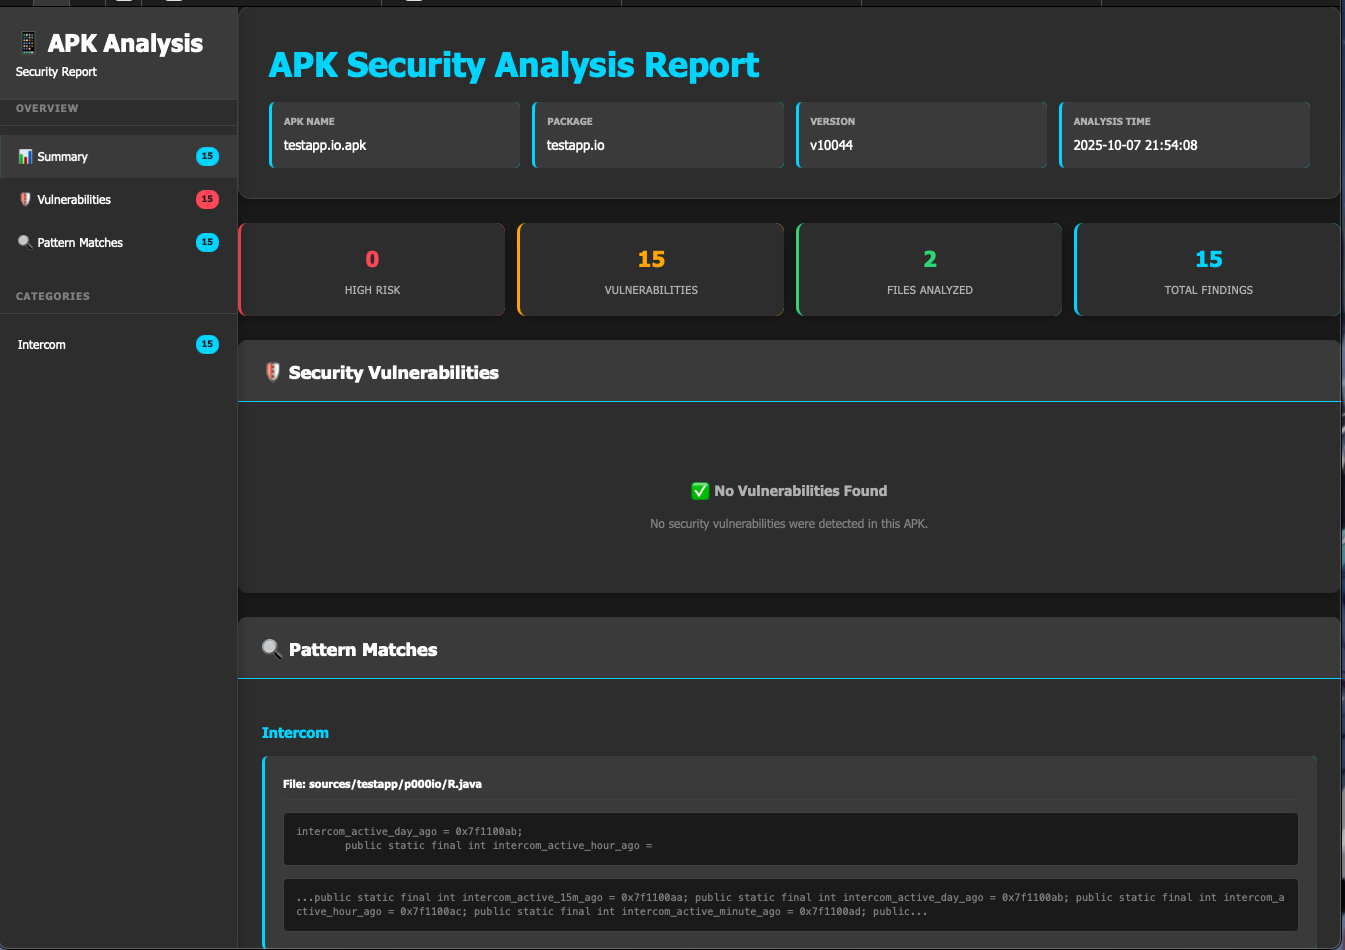 APK Analysis
Security Report
OVERVIEW
Summary 15
Vulnerabilities 15
Pattern Matches 15
CATEGORIES
Intercom 15
APK Security Analysis Report
APK NAME
testapp.io.apk
PACKAGE
testapp.io
VERSION
v10044
ANALYSIS TIME
2025-10-07 21:54:08
0
HIGH RISK
15
VULNERABILITIES
2
FILES ANALYZED
15
TOTAL FINDINGS
Security Vulnerabilities
No Vulnerabilities Found
No security vulnerabilities were detected in this APK.
Pattern Matches
Intercom
File: sources/testapp/p000io/R.java
intercom_active_day_ago = 0x7f1100ab;
public static final int intercom_active_hour_ago =
...public static final int intercom_active_15m_ago = 0x7f1100aa; public static final int intercom_active_day_ago = 0x7f1100ab; public static final int intercom_a
ctive_hour_ago = 0x7f1100ac; public static final int intercom_active_minute_ago = 0x7f1100ad; public...